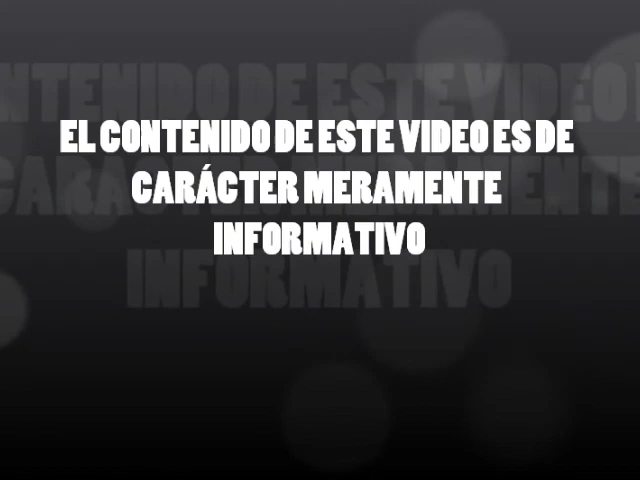 EL CONTENIDO DE ESTE VIDEO ES DE
CARÁCTER MERAMENTE
INFORMATIVO